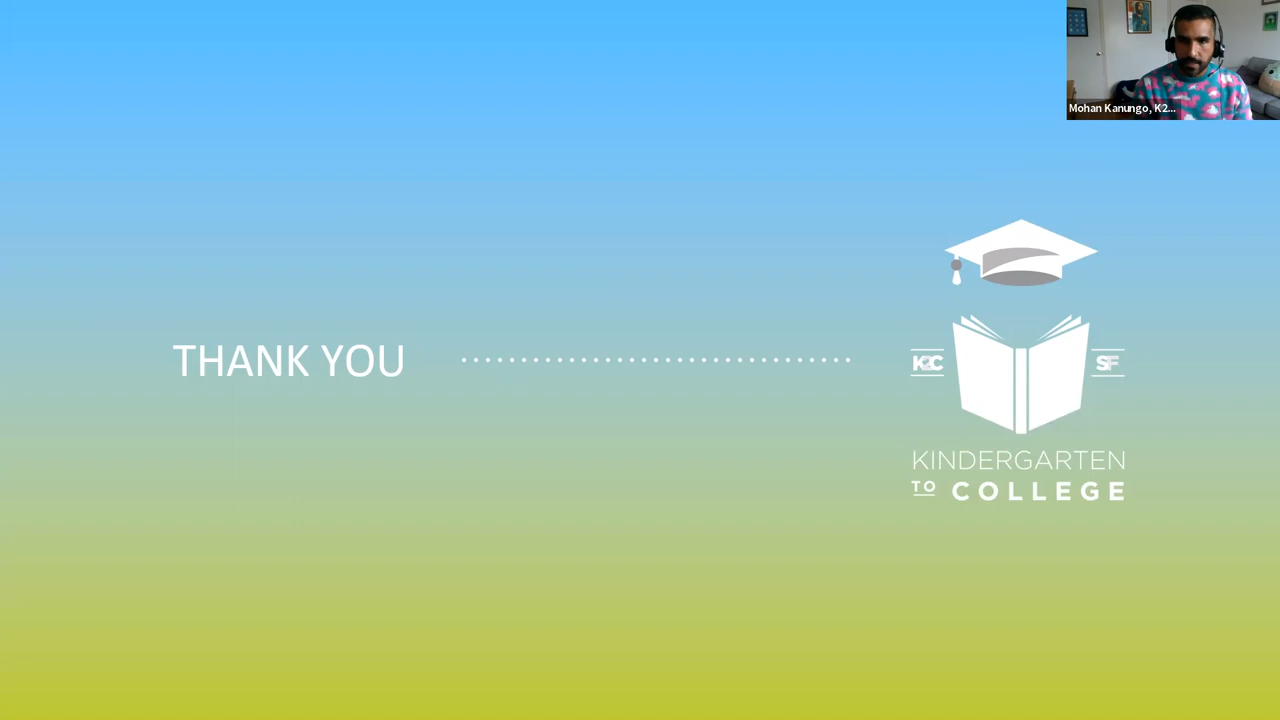 Mohan Kanungo, K2...
THANK YOU
K2C
SF
KINDERGARTEN
TO COLLEGE